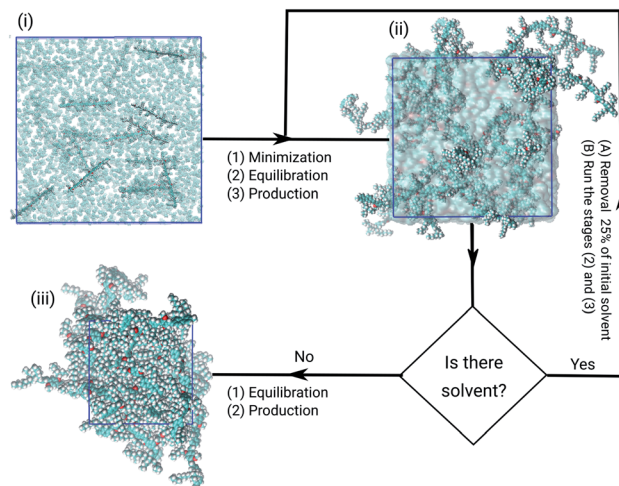 (i)
(ii)
(1) Minimization
(2) Equilibration
(3) Production
(A) Removal 25% of initial solvent
(B) Run the stages (2) and (3)
(iii)
No
(1) Equilibration
(2) Production
Is there
solvent?
Yes